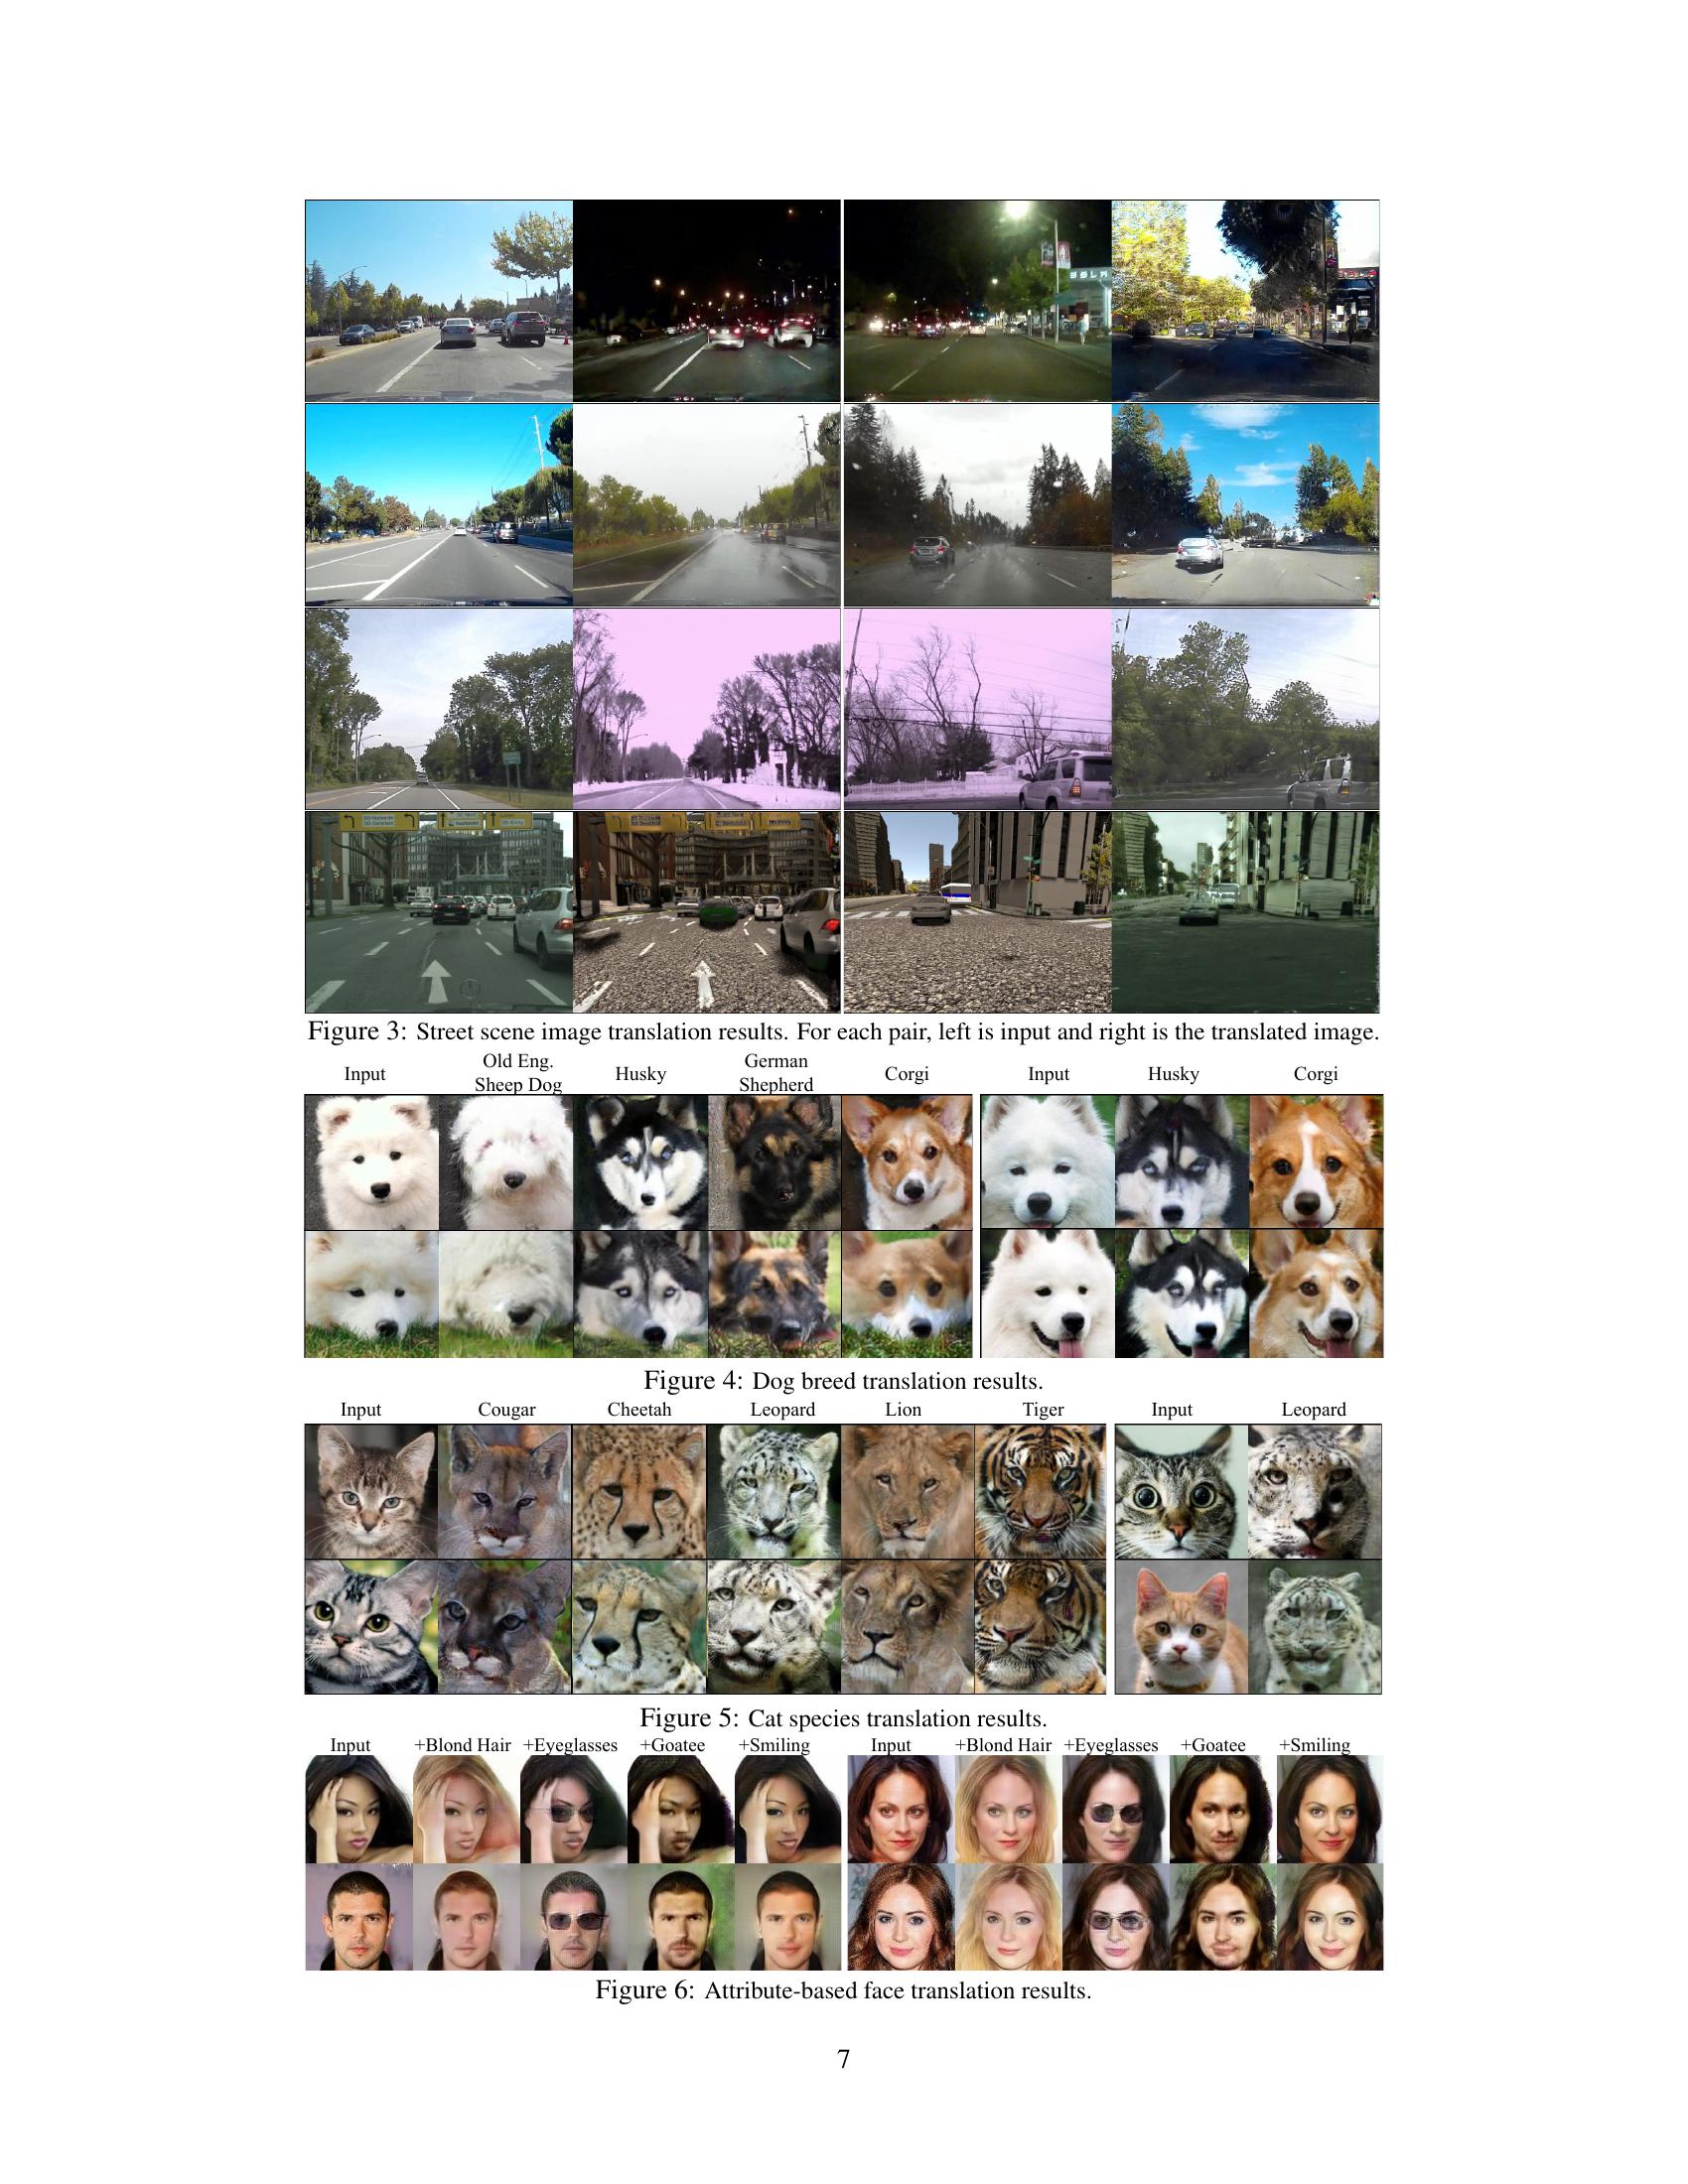 Figure 3: Street scene image translation results. For each pair, left is input and right is the translated image.
Input Old Eng. Sheep Dog Husky German Shepherd Corgi Input Husky Corgi
Figure 4: Dog breed translation results.
Input Cougar Cheetah Leopard Lion Tiger Input Leopard
Figure 5: Cat species translation results.
Input +Blond Hair +Eyeglasses +Goatee +Smiling Input +Blond Hair +Eyeglasses +Goatee +Smiling
Figure 6: Attribute-based face translation results.
7